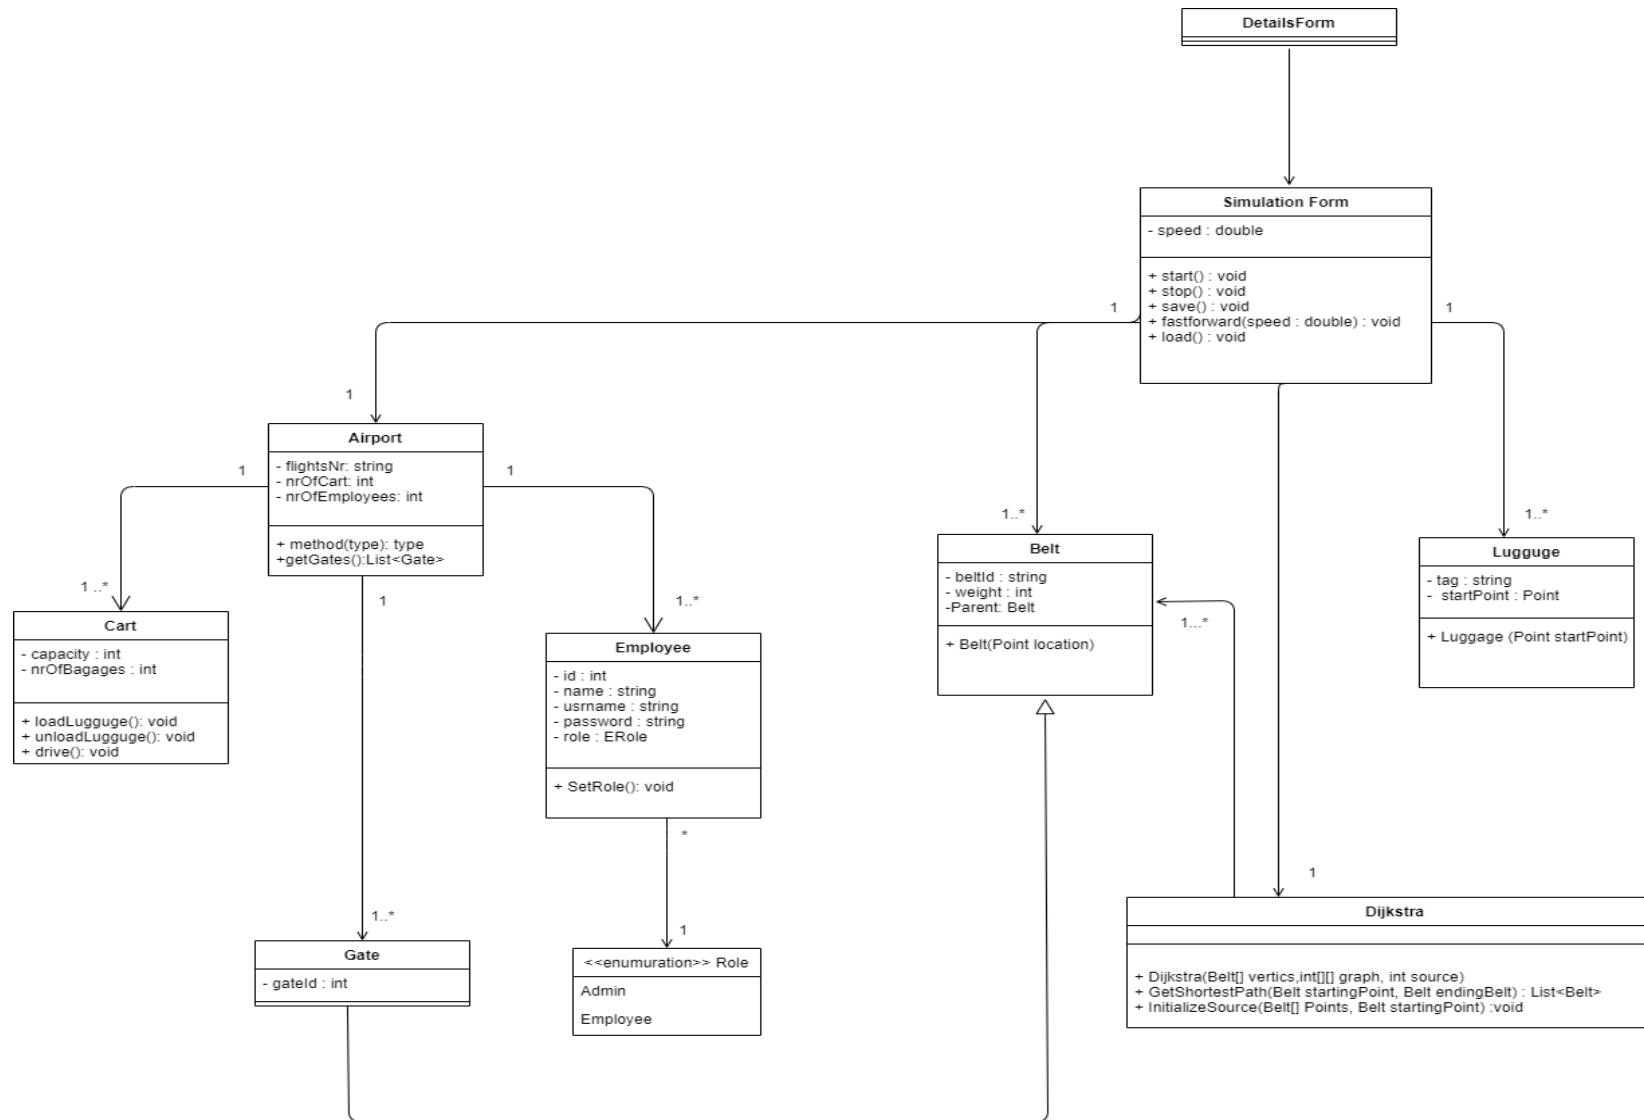 DetailsForm
Simulation Form
- speed : double
+ start() : void
+ stop() : void
+ save() : void
+ fastforward(speed : double) : void
+ load() : void
1
1
1
Airport
- flightsNr: string
- nrOfCart: int
- nrOfEmployees: int
+ method(type): type
+getGates():List<Gate>
1
1
1
1 ..*
Cart
- capacity : int
- nrOfBagages : int
+ loadLugguge(): void
+ unloadLugguge(): void
+ drive(): void
1..*
Employee
- id : int
- name : string
- usrname : string
- password : string
- role : ERole
+ SetRole(): void
*
1
<<enumuration>> Role
Admin
Employee
1..*
Gate
- gateId : int
1..*
Belt
- beltId : string
- weight : int
-Parent: Belt
+ Belt(Point location)
1...*
1..*
Lugguge
- tag : string
- startPoint : Point
+ Luggage (Point startPoint)
1
Dijkstra
+ Dijkstra(Belt[] vertics,int[][] graph, int source)
+ GetShortestPath(Belt startingPoint, Belt endingBelt) : List<Belt>
+ InitializeSource(Belt[] Points, Belt startingPoint) :void